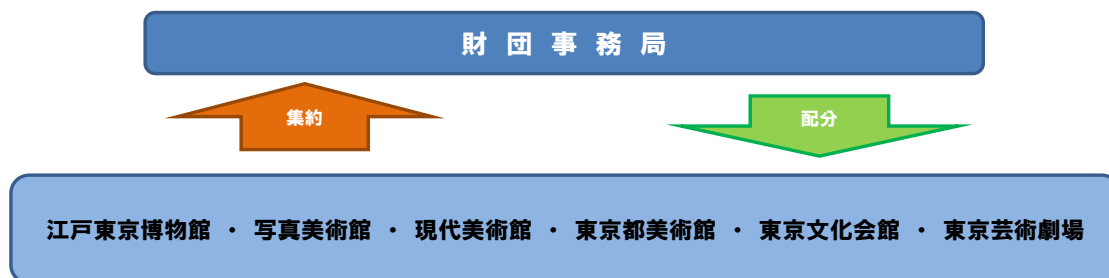 財団事務局
集約
配分
江戸東京博物館 ・ 写真美術館 ・ 現代美術館 ・ 東京都美術館 ・ 東京文化会館 ・ 東京芸術劇場